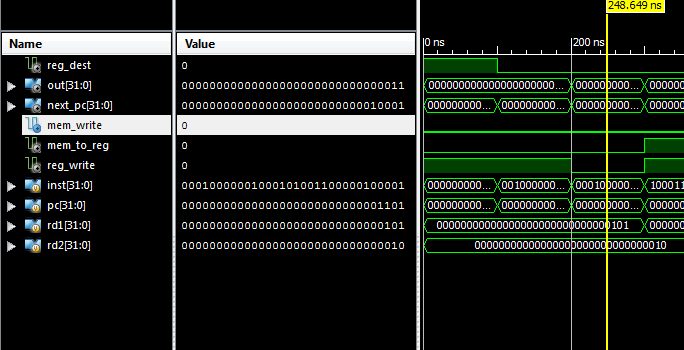 248.649 ns
Name Value 0 ns 200 ns
reg_dest 0
out[31:0] 00000000000000000000000000000011 000000000000000000000... 000000000... 000000
next_pc[31:0] 00000000000000000000000000010001 000000000... 000000000... 000000000... 000000
mem_write 0
mem_to_reg 0
reg_write 0
inst[31:0] 00010000001000101001100000100001 000000000... 001000000... 000100000... 100011
pc[31:0] 00000000000000000000000000001101 000000000... 000000000... 000000000... 000000
rd1[31:0] 00000000000000000000000000000101 00000000000000000000000000000101 000000
rd2[31:0] 00000000000000000000000000000010 00000000000000000000000000000010